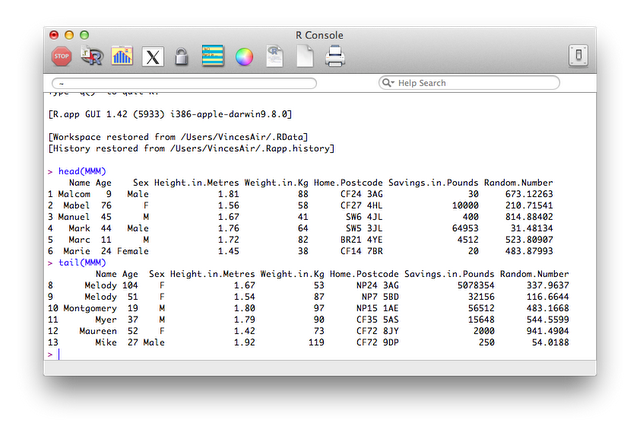 R Console
STOP
R
X
→
Help Search
Type 'q()' to quit R.
[R.app GUI 1.42 (5933) i386-apple-darwin9.8.0]
[Workspace restored from /Users/VincesAir/.RData]
[History restored from /Users/VincesAir/.Rapp.history]
> head(MMM)
Name Age Sex Height.in.Metres Weight.in.Kg Home.Postcode Savings.in.Pounds Random.Number
1 Malcom 9 Male 1.81 88 CF24 3AG 30 673.12263
2 Mabel 76 F 1.56 58 CF27 4HL 10000 210.71541
3 Manuel 45 M 1.67 41 SW6 4JL 400 814.88402
4 Mark 44 Male 1.76 64 SW5 3JL 64953 31.48134
5 Marc 11 M 1.72 82 BR21 4YE 4512 523.80907
6 Marie 24 Female 1.45 38 CF14 7BR 20 483.87993
> tail(MMM)
Name Age Sex Height.in.Metres Weight.in.Kg Home.Postcode Savings.in.Pounds Random.Number
8 Melody 104 F 1.67 53 NP24 3AG 5078354 337.9637
9 Melody 51 F 1.54 87 NP7 5BD 32156 116.6644
10 Montgomery 19 M 1.80 97 NP15 1AE 56512 483.1668
11 Myer 37 M 1.79 90 CF35 5AS 15648 544.5599
12 Maureen 52 F 1.42 73 CF72 8JY 2000 941.4904
13 Mike 27 Male 1.92 119 CF72 9DP 250 54.0188
>